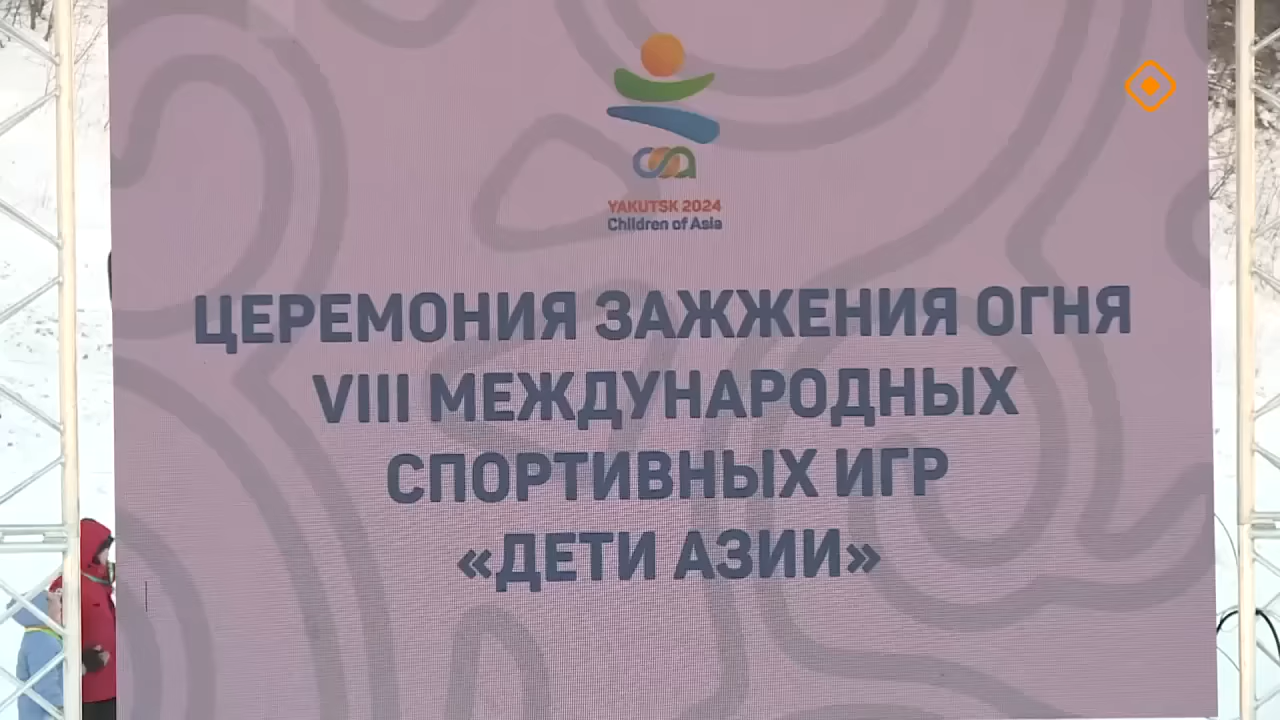 YAKUTSK 2024
Children of Asia
ЦЕРЕМОНИЯ ЗАЖЖЕНИЯ ОГНЯ
VIII МЕЖДУНАРОДНЫХ
СПОРТИВНЫХ ИГР
«ДЕТИ АЗИИ»